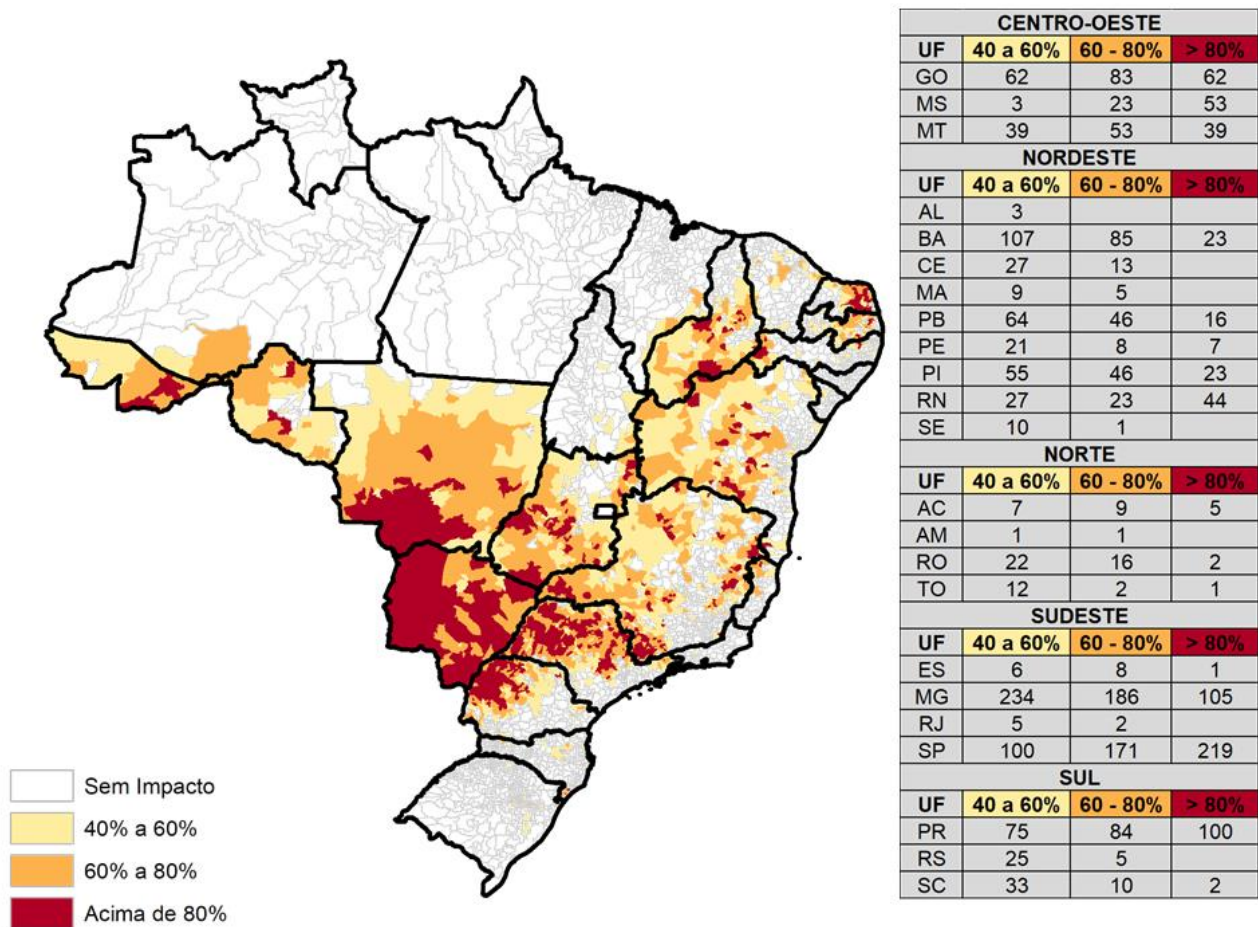 CENTRO-OESTE
UF 40 a 60% 60 - 80% > 80%
GO 62 83 62
MS 3 23 53
MT 39 53 39
NORDESTE
UF 40 a 60% 60 - 80% > 80%
AL 3
BA 107 85 23
CE 27 13
MA 9 5
PB 64 46 16
PE 21 8 7
PI 55 46 23
RN 27 23 44
SE 10 1
NORTE
UF 40 a 60% 60 - 80% > 80%
AC 7 9 5
AM 1 1
RO 22 16 2
TO 12 2 1
SUDESTE
UF 40 a 60% 60 - 80% > 80%
ES 6 8 1
MG 234 186 105
RJ 5 2
SP 100 171 219
SUL
UF 40 a 60% 60 - 80% > 80%
PR 75 84 100
RS 25 5
SC 33 10 2
Sem Impacto
40% a 60%
60% a 80%
Acima de 80%